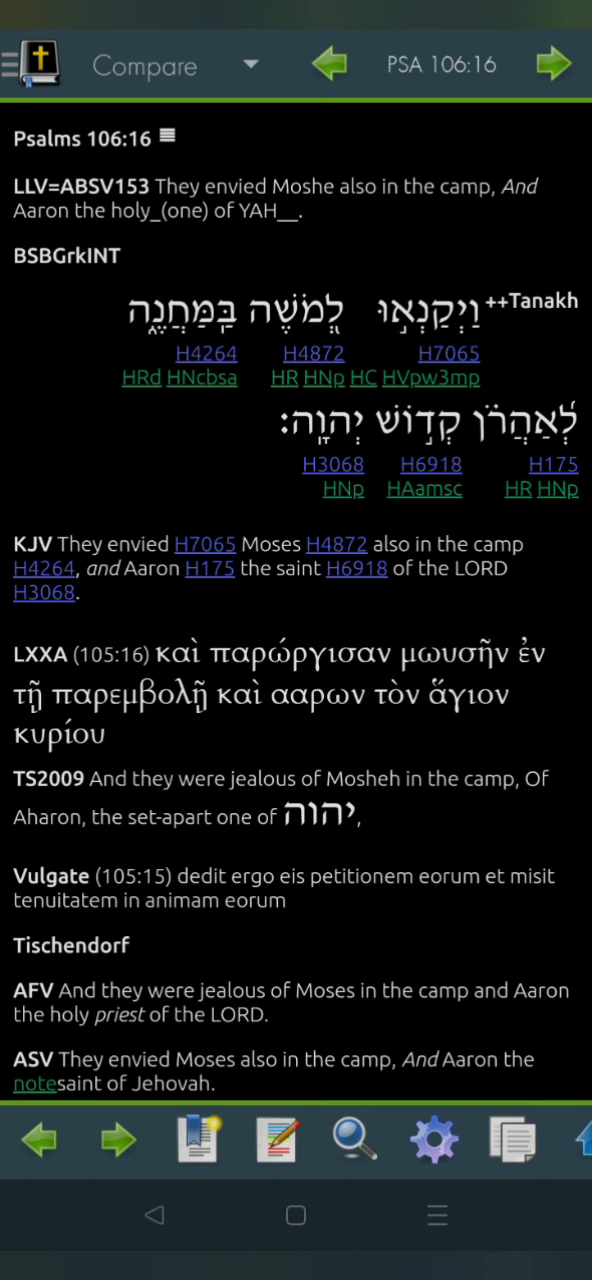 Compare
PSA 106:16
Psalms 106:16
LLV=ABSV153 They envied Moshe also in the camp, And
Aaron the holy_(one) of YAH__.
BSBGrkINT
++Tanakh וַיְקַנְא֣וּ לְ֭מֹשֶׁה בַּֽמַּחֲנֶ֑ה
H4264 H4872 H7065
HRd HNcbsa HR HNp HC HVpw3mp
לְ֝אַהֲרֹ֗ן קְד֣וֹשׁ יְהוָֽה׃
H3068 H6918 H175
HNp HAamsc HR HNp
KJV They envied H7065 Moses H4872 also in the camp
H4264, and Aaron H175 the saint H6918 of the LORD
H3068.
LXXA (105:16) καὶ παρώργισαν μωυσῆν ἐν
τῇ παρεμβολῇ καὶ ααρων τὸν ἅγιον
κυρίου
TS2009 And they were jealous of Mosheh in the camp, Of
Aharon, the set-apart one of יהוה,
Vulgate (105:15) dedit ergo eis petitionem eorum et misit
tenuitatem in animam eorum
Tischendorf
AFV And they were jealous of Moses in the camp and Aaron
the holy priest of the LORD.
ASV They envied Moses also in the camp, And Aaron the
notesaint of Jehovah.